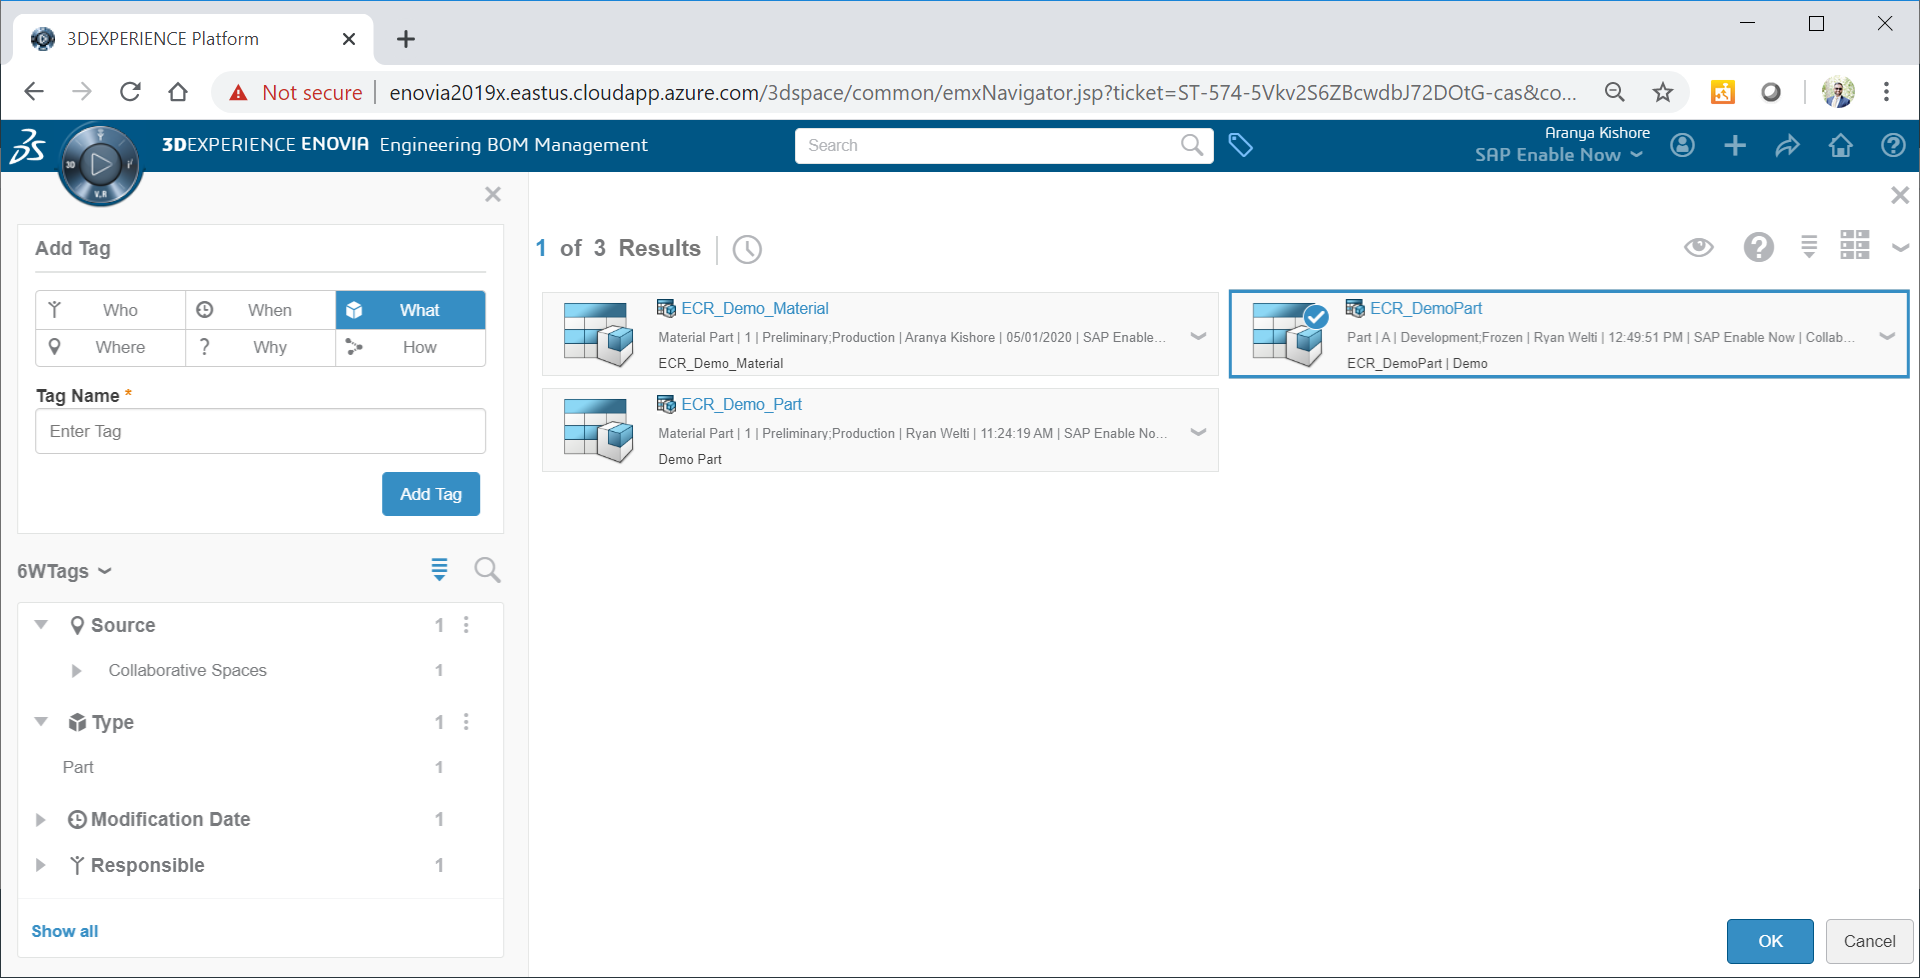 3DEXPERIENCE Platform
Not secure
enovia2019x.eastus.cloudapp.azure.com/3dspace/common/emxNavigator.jsp?ticket=ST-574-5Vkv2S6ZBcwdbJ72DOtG-cas&co...
3DEXPERIENCE ENOVIA Engineering BOM Management
Search
Aranya Kishore
SAP Enable Now
3D
V.R
Add Tag
Who
When
What
Where
Why
How
Tag Name *
Enter Tag
Add Tag
6WTags
Source 1
Collaborative Spaces 1
Type 1
Part 1
Modification Date 1
Responsible 1
Show all
1 of 3 Results
ECR_Demo_Material
Material Part | 1 | Preliminary;Production | Aranya Kishore | 05/01/2020 | SAP Enable...
ECR_Demo_Material
ECR_DemoPart
Part | A | Development;Frozen | Ryan Welti | 12:49:51 PM | SAP Enable Now | Collab...
ECR_DemoPart | Demo
ECR_Demo_Part
Material Part | 1 | Preliminary;Production | Ryan Welti | 11:24:19 AM | SAP Enable No...
Demo Part
OK
Cancel